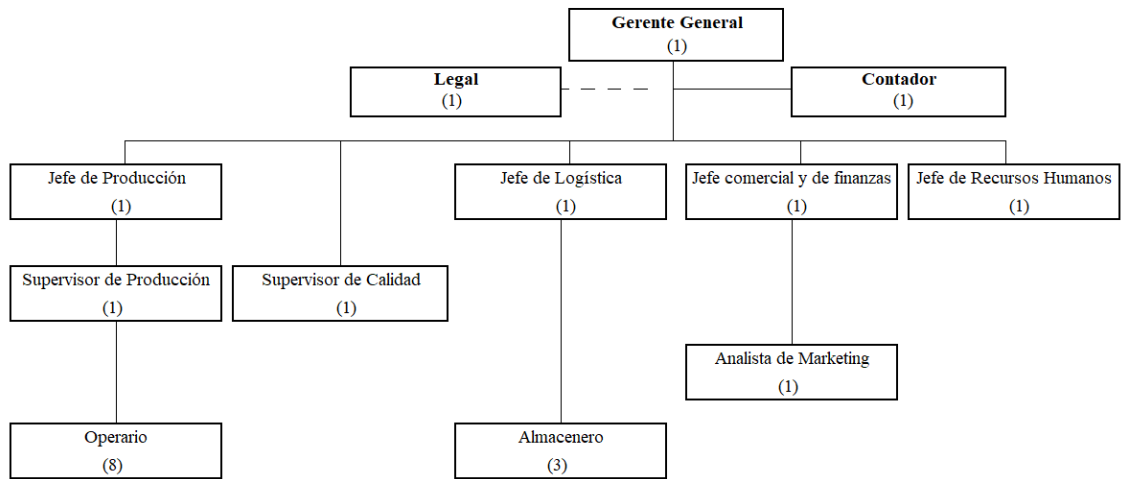 Gerente General
(1)
Legal
(1)
Contador
(1)
Jefe de Producción
(1)
Jefe de Logística
(1)
Jefe comercial y de finanzas
(1)
Jefe de Recursos Humanos
(1)
Supervisor de Producción
(1)
Supervisor de Calidad
(1)
Analista de Marketing
(1)
Operario
(8)
Almacenero
(3)